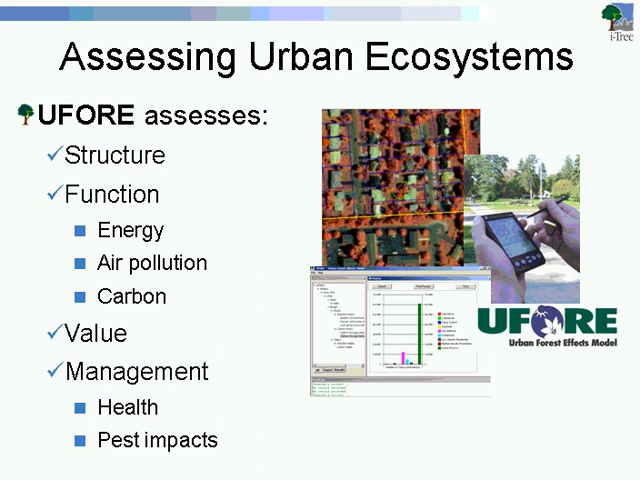 i-Tree
Assessing Urban Ecosystems
UFORE assesses:
Structure
Function
Energy
Air pollution
Carbon
Value
Management
Health
Pest impacts
UFORE
Urban Forest Effects Model